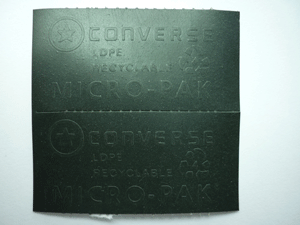 CONVERSE
LDPE
RECYCLABLE
MICRO-PAK
CONVERSE
LDPE
RECYCLABLE
MICRO-PAK